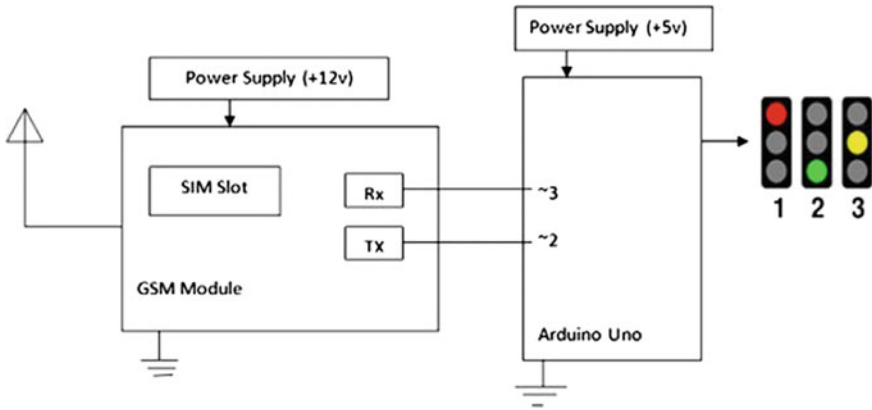 Power Supply (+5v)
Power Supply (+12v)
SIM Slot
Rx
TX
GSM Module
~3
~2
Arduino Uno
1 2 3